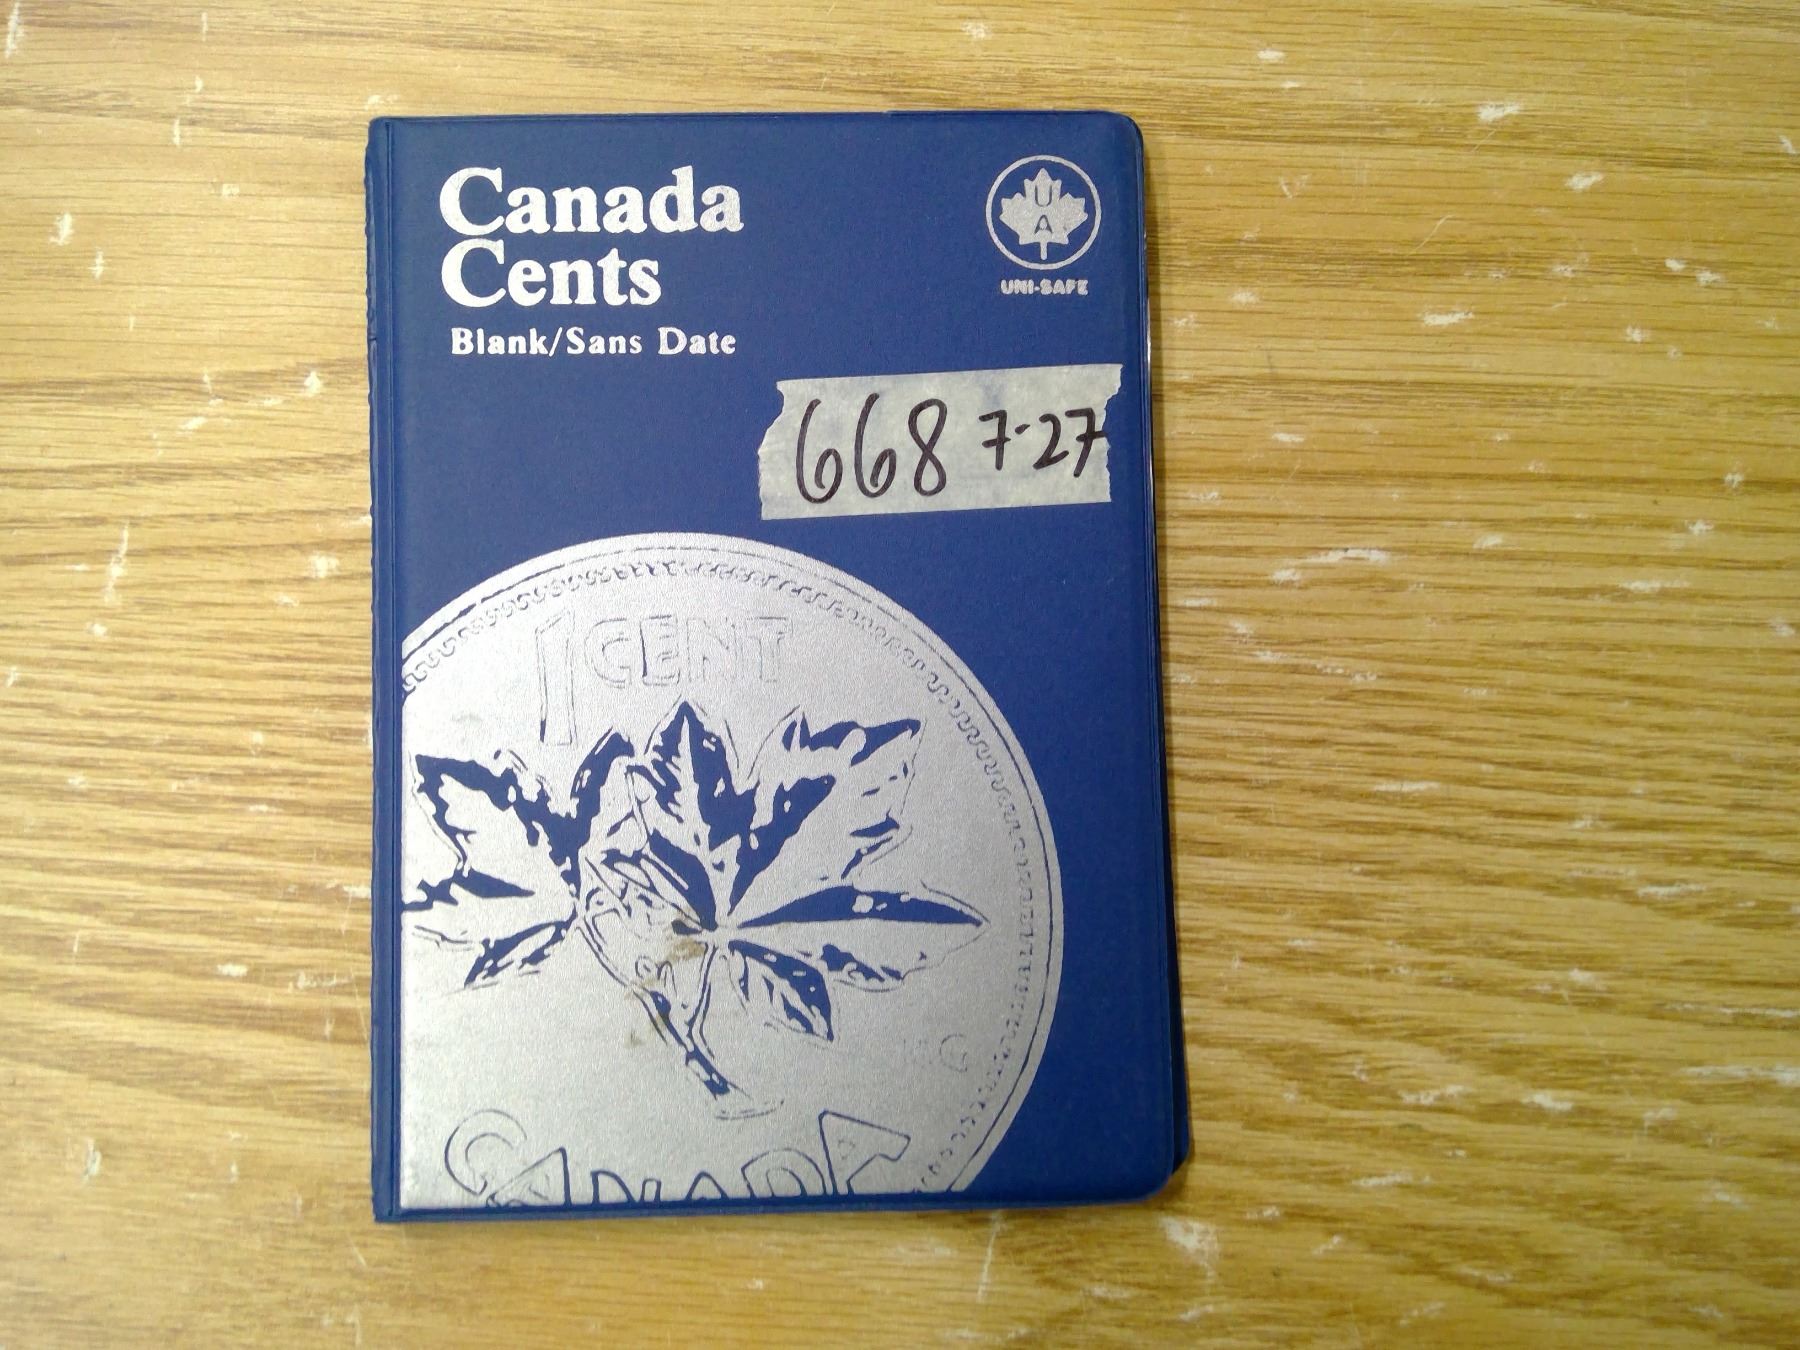 Canada
Cents
Blank/Sans Date
U
A
UNI-SAFE
668 7-27
1 CENT
CANADA